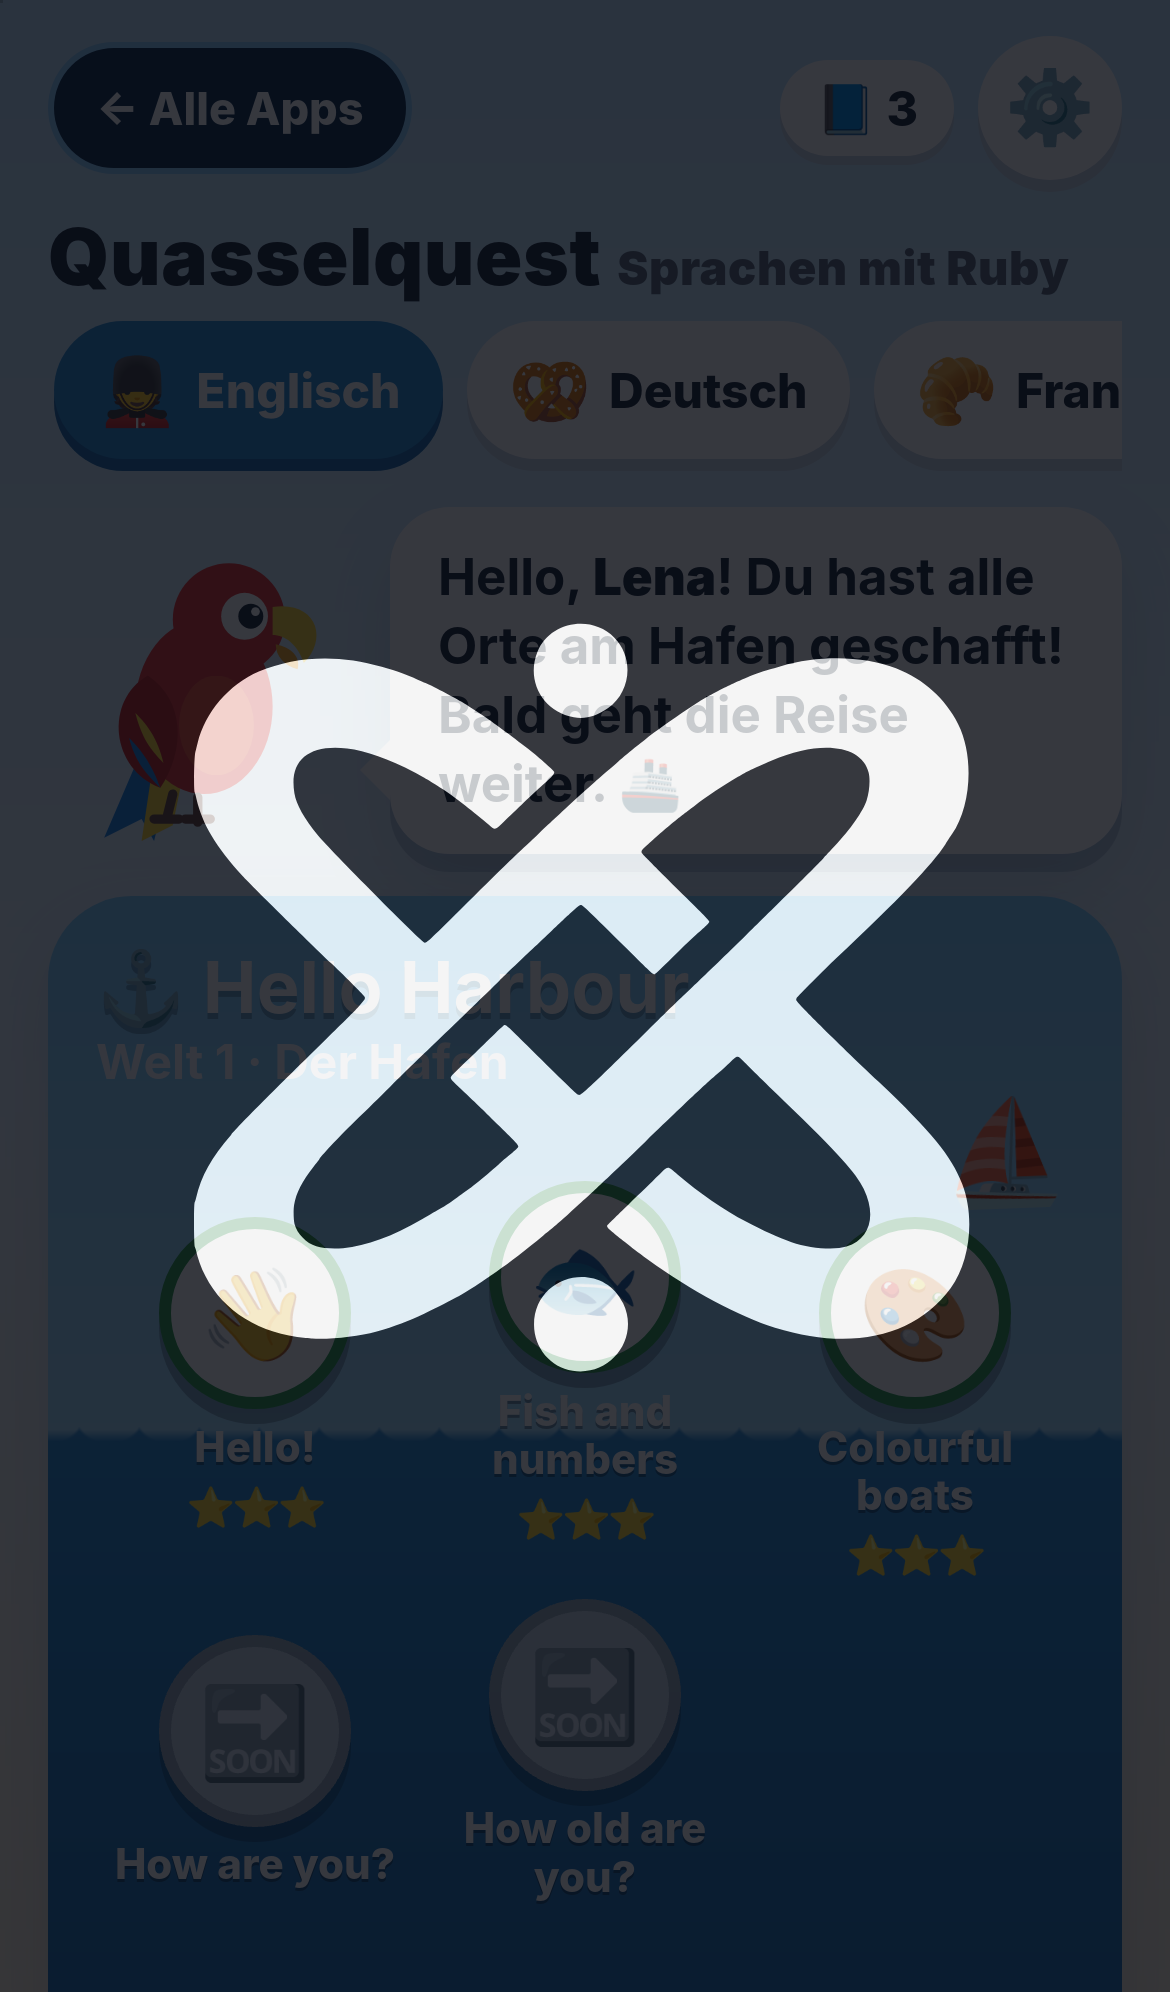 ← Alle Apps
3
Quasselquest Sprachen mit Ruby
Englisch
Deutsch
Fran
Hello, Lena! Du hast alle
Orte am Hafen geschafft!
Bald geht die Reise
weiter.
Hello Harbour
Welt 1 · Der Hafen
Hello!
Fish and
numbers
Colourful
boats
SOON
SOON
How are you?
How old are
you?